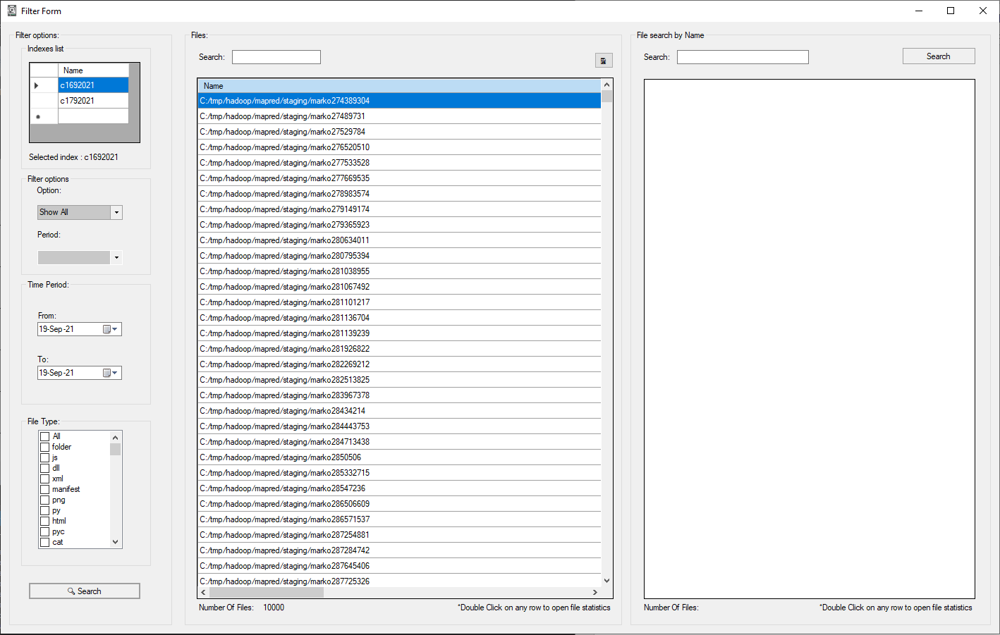 Filter Form
Filter options:
Indexes list
Name
c1692021
c1792021
Selected index : c1692021
Filter options
Option:
Show All
Period:
Time Period:
From:
19-Sep-21
To:
19-Sep-21
File Type:
All
folder
js
dll
xml
manifest
png
py
html
pyc
cat
Search
Files:
Search:
Name
C:/tmp/hadoop/mapred/staging/marko274389304
C:/tmp/hadoop/mapred/staging/marko27489731
C:/tmp/hadoop/mapred/staging/marko27529784
C:/tmp/hadoop/mapred/staging/marko276520510
C:/tmp/hadoop/mapred/staging/marko277533528
C:/tmp/hadoop/mapred/staging/marko277669535
C:/tmp/hadoop/mapred/staging/marko278983574
C:/tmp/hadoop/mapred/staging/marko279149174
C:/tmp/hadoop/mapred/staging/marko279365923
C:/tmp/hadoop/mapred/staging/marko280634011
C:/tmp/hadoop/mapred/staging/marko280795394
C:/tmp/hadoop/mapred/staging/marko281038955
C:/tmp/hadoop/mapred/staging/marko281067492
C:/tmp/hadoop/mapred/staging/marko281101217
C:/tmp/hadoop/mapred/staging/marko281136704
C:/tmp/hadoop/mapred/staging/marko281139239
C:/tmp/hadoop/mapred/staging/marko281926822
C:/tmp/hadoop/mapred/staging/marko282269212
C:/tmp/hadoop/mapred/staging/marko282513825
C:/tmp/hadoop/mapred/staging/marko283967378
C:/tmp/hadoop/mapred/staging/marko28434214
C:/tmp/hadoop/mapred/staging/marko284443753
C:/tmp/hadoop/mapred/staging/marko284713438
C:/tmp/hadoop/mapred/staging/marko2850506
C:/tmp/hadoop/mapred/staging/marko285332715
C:/tmp/hadoop/mapred/staging/marko28547236
C:/tmp/hadoop/mapred/staging/marko286506609
C:/tmp/hadoop/mapred/staging/marko286571537
C:/tmp/hadoop/mapred/staging/marko287254881
C:/tmp/hadoop/mapred/staging/marko287284742
C:/tmp/hadoop/mapred/staging/marko287645406
C:/tmp/hadoop/mapred/staging/marko287725326
Number Of Files: 10000
*Double Click on any row to open file statistics
File search by Name
Search:
Search
Number Of Files:
*Double Click on any row to open file statistics